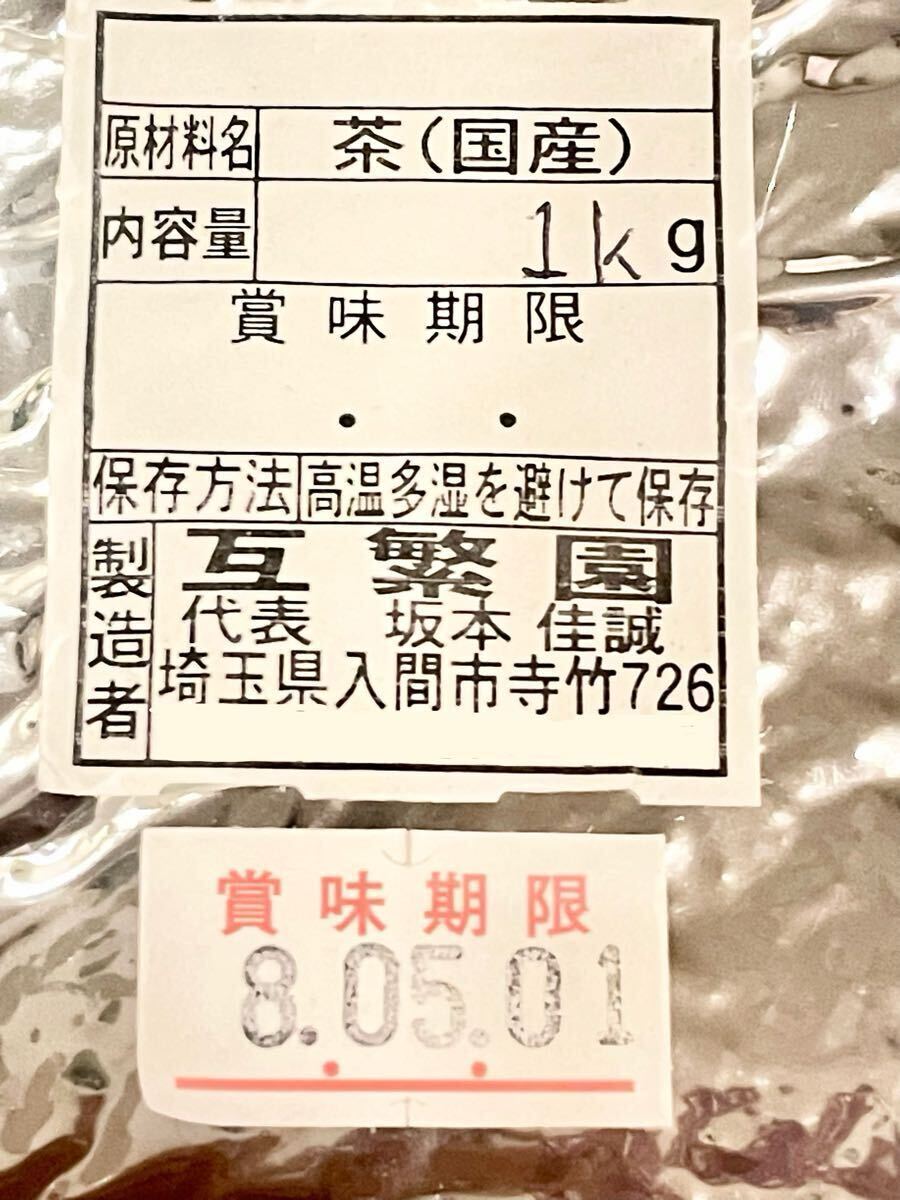 原材料名 茶(国産)
内容量 1kg
賞味期限
・ ・
保存方法 高温多湿を避けて保存
製造者 互繁園
代表 坂本 佳誠
埼玉県入間市寺竹726
賞味期限
8.05.01